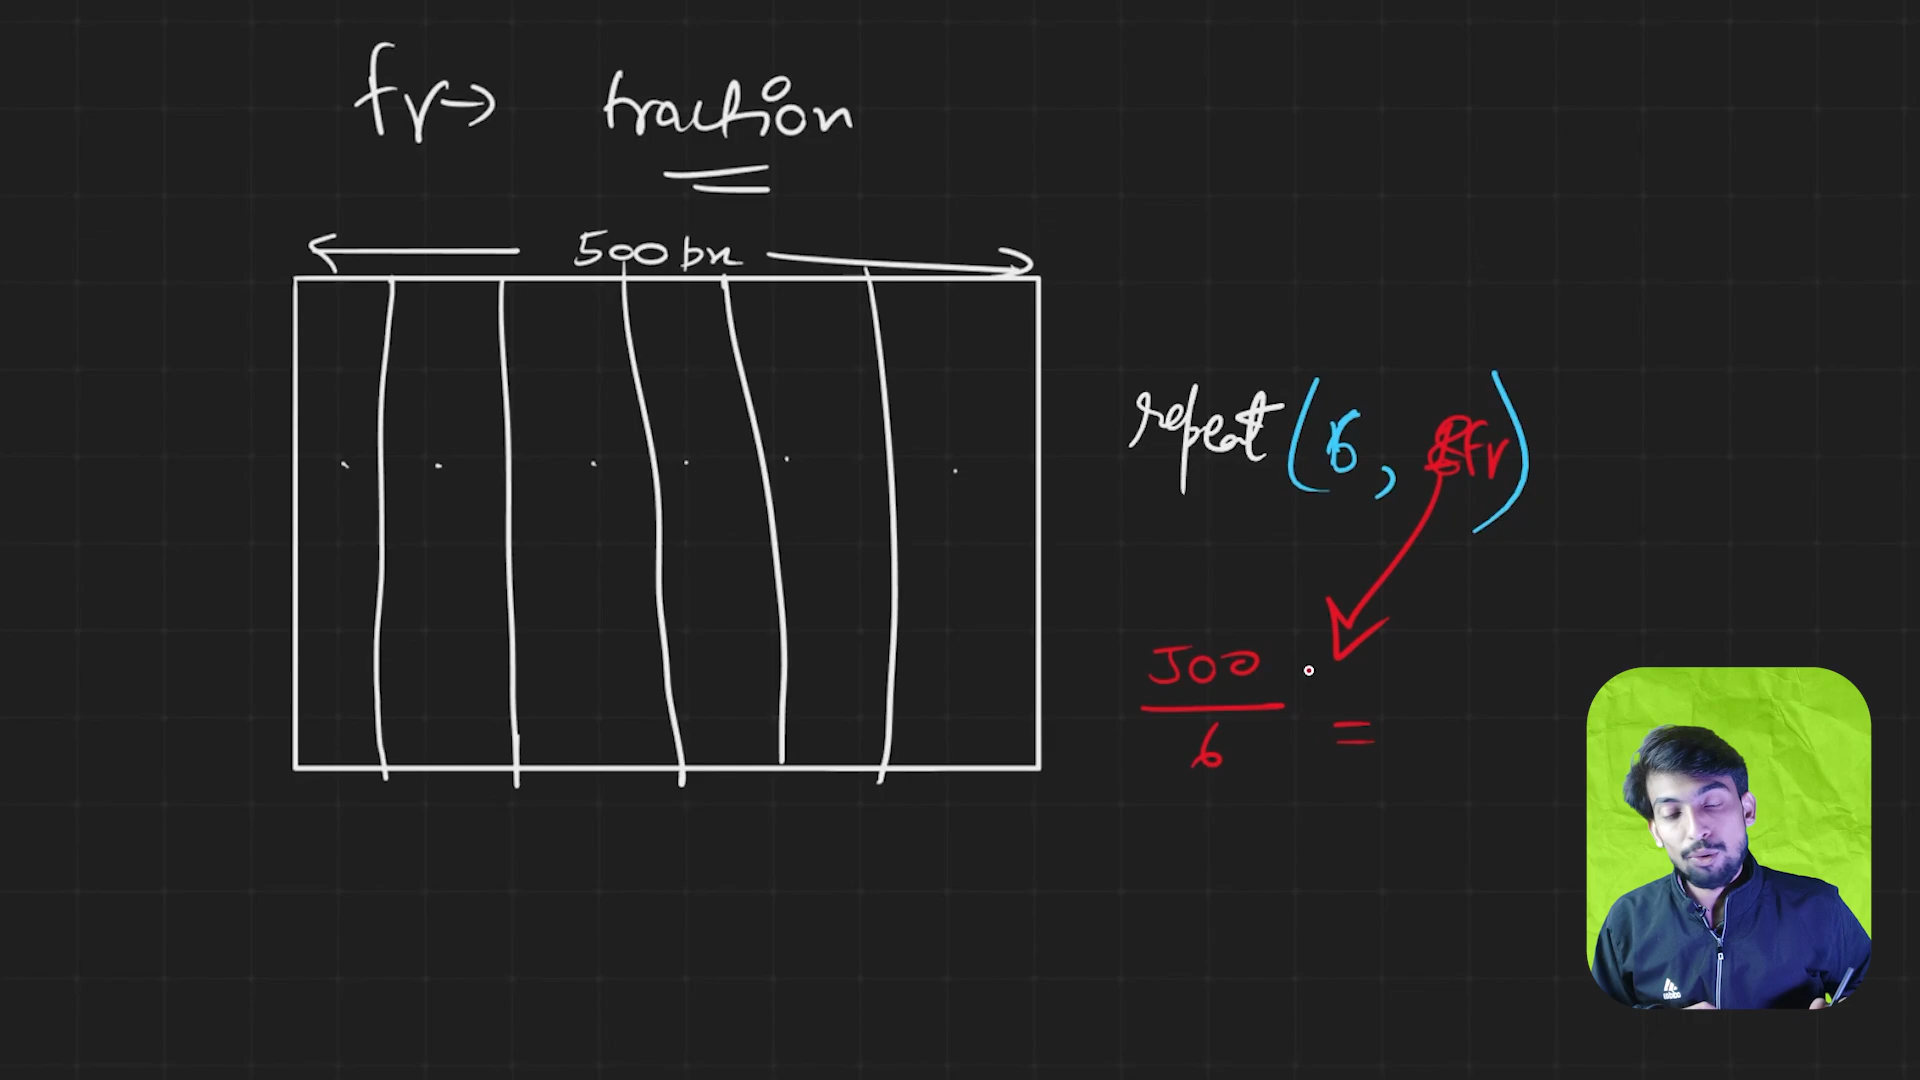 fr → fraction
500 px
repeat(6, 1fr)
500
6
=